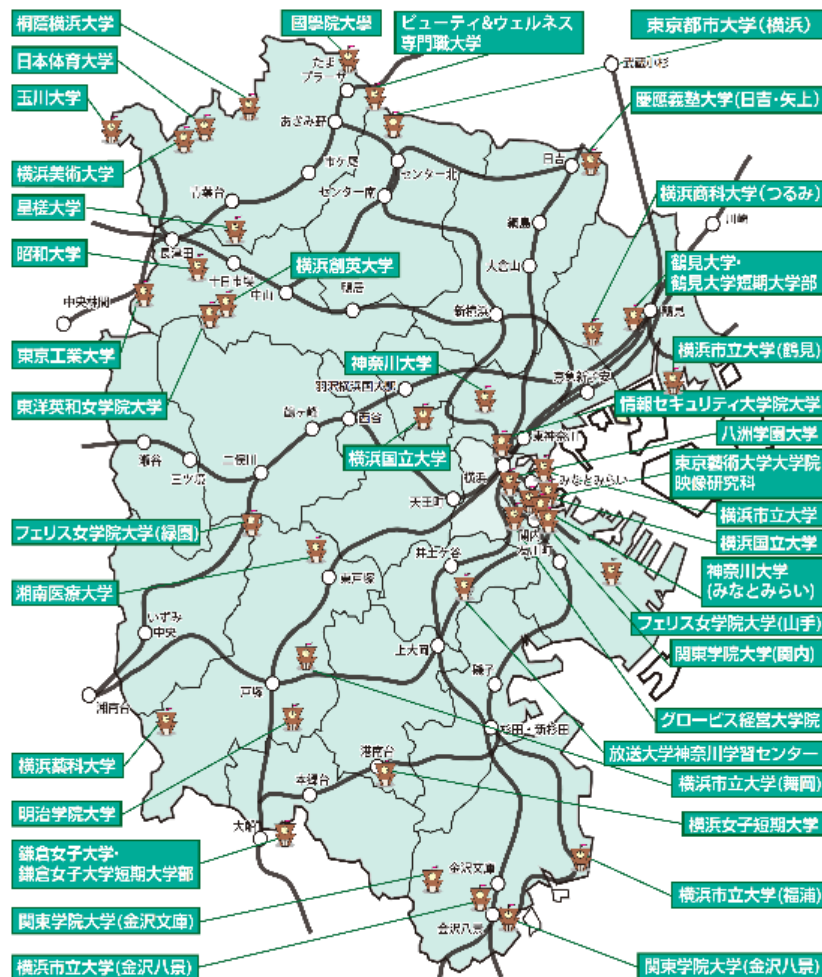 桐蔭横浜大学
國學院大學
ビューティ&ウェルネス
専門職大学
東京都市大学(横浜)
日本体育大学
たま
プラーザ
武蔵小杉
玉川大学
慶應義塾大学(日吉・矢上)
あざみ野
横浜美術大学
市ケ尾
センター北
日吉
青葉台
センター南
横浜商科大学(つるみ)
星槎大学
綱島
川崎
長津田
昭和大学
十日市場
横浜創英大学
大倉山
鶴見大学・
鶴見大学短期大学部
中央林間
中山
鴨居
新横浜
鶴見
東京工業大学
神奈川大学
横浜市立大学(鶴見)
羽沢横浜国大駅
東洋英和女学院大学
情報セキュリティ大学院大学
鶴ヶ峰
西谷
東神奈川
八洲学園大学
瀬谷
三ツ境
二俣川
横浜国立大学
横浜
みなとみらい
東京藝術大学大学院
映像研究科
天王町
横浜市立大学
フェリス女学院大学(緑園)
関内
横浜国立大学
井土ケ谷
石川町
神奈川大学
(みなとみらい)
湘南医療大学
東戸塚
フェリス女学院大学(山手)
いずみ
中央
上大岡
関東学院大学(関内)
湘南台
戸塚
磯子
グロービス経営大学院
杉田・新杉田
放送大学神奈川学習センター
横浜薬科大学
港南台
本郷台
横浜市立大学(舞岡)
明治学院大学
横浜女子短期大学
大船
鎌倉女子大学・
鎌倉女子大学短期大学部
金沢文庫
横浜市立大学(福浦)
関東学院大学(金沢文庫)
金沢八景
横浜市立大学(金沢八景)
関東学院大学(金沢八景)